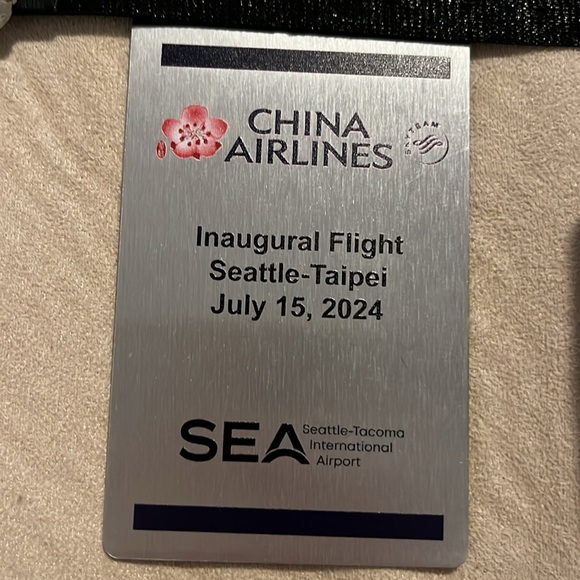 CHINA
AIRLINES
SKYTEAM
Inaugural Flight
Seattle-Taipei
July 15, 2024
SEA
Seattle-Tacoma
International
Airport